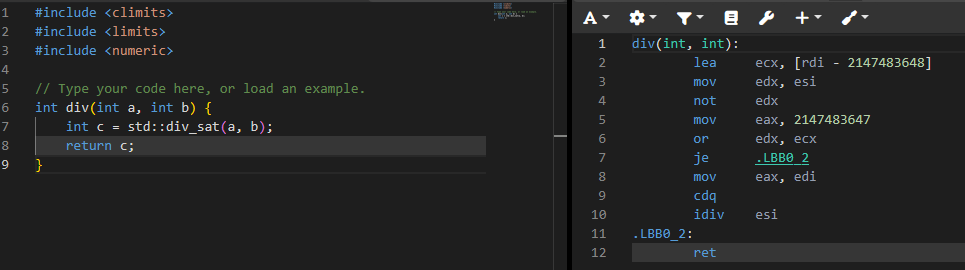 1 #include <climits>
2 #include <limits>
3 #include <numeric>
4
5 // Type your code here, or load an example.
6 int div(int a, int b) {
7     int c = std::div_sat(a, b);
8     return c;
9 }
A
1 div(int, int):
2         lea     ecx, [rdi - 2147483648]
3         mov     edx, esi
4         not     edx
5         mov     eax, 2147483647
6         or      edx, ecx
7         je      .LBB0_2
8         mov     eax, edi
9         cdq
10         idiv    esi
11 .LBB0_2:
12         ret